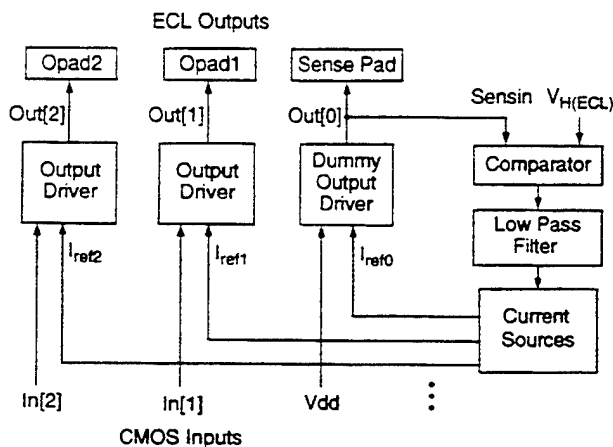 ECL Outputs
Opad2
Opad1
Sense Pad
Out[2]
Out[1]
Out[0]
Sensin
VH(ECL)
Output
Driver
Output
Driver
Dummy
Output
Driver
Comparator
Low Pass
Filter
Iref2
Iref1
Iref0
Current
Sources
In[2]
In[1]
Vdd
CMOS Inputs